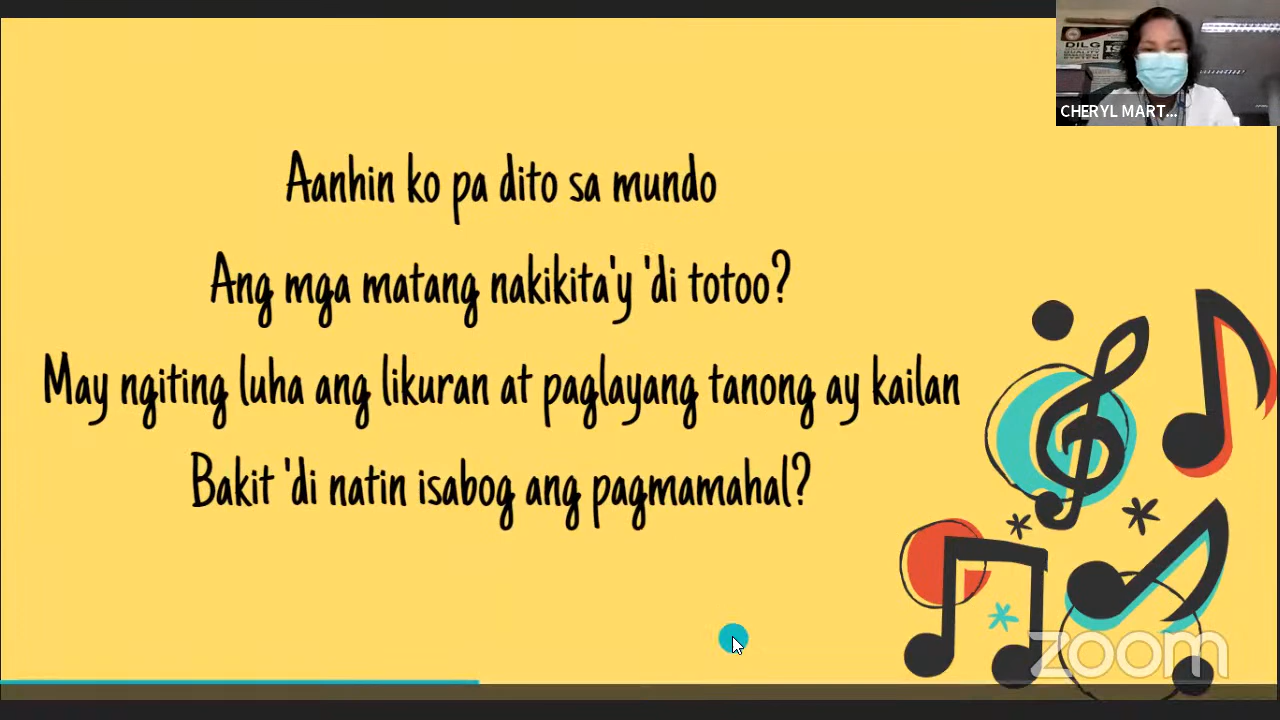 DILG
CHERYL MART...
Aanhin ko pa dito sa mundo
Ang mga matang nakikita'y 'di totoo?
May ngiting luha ang likuran at paglayang tanong ay kailan
Bakit 'di natin isabog ang pagmamahal?
zoom